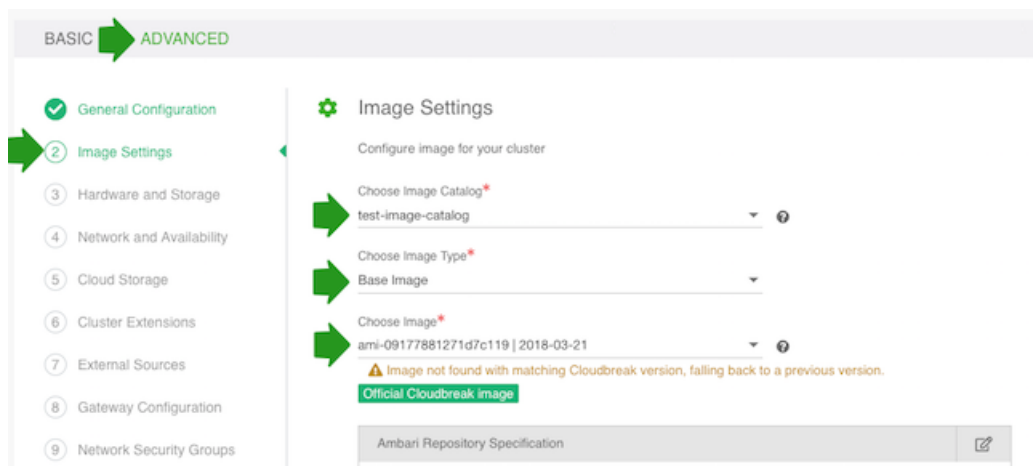 BASIC ADVANCED
General Configuration
2 Image Settings
3 Hardware and Storage
4 Network and Availability
5 Cloud Storage
6 Cluster Extensions
7 External Sources
8 Gateway Configuration
9 Network Security Groups
Image Settings
Configure image for your cluster
Choose Image Catalog*
test-image-catalog
Choose Image Type*
Base Image
Choose Image*
ami-09177881271d7c119 | 2018-03-21
Image not found with matching Cloudbreak version, falling back to a previous version.
Official Cloudbreak image
Ambari Repository Specification